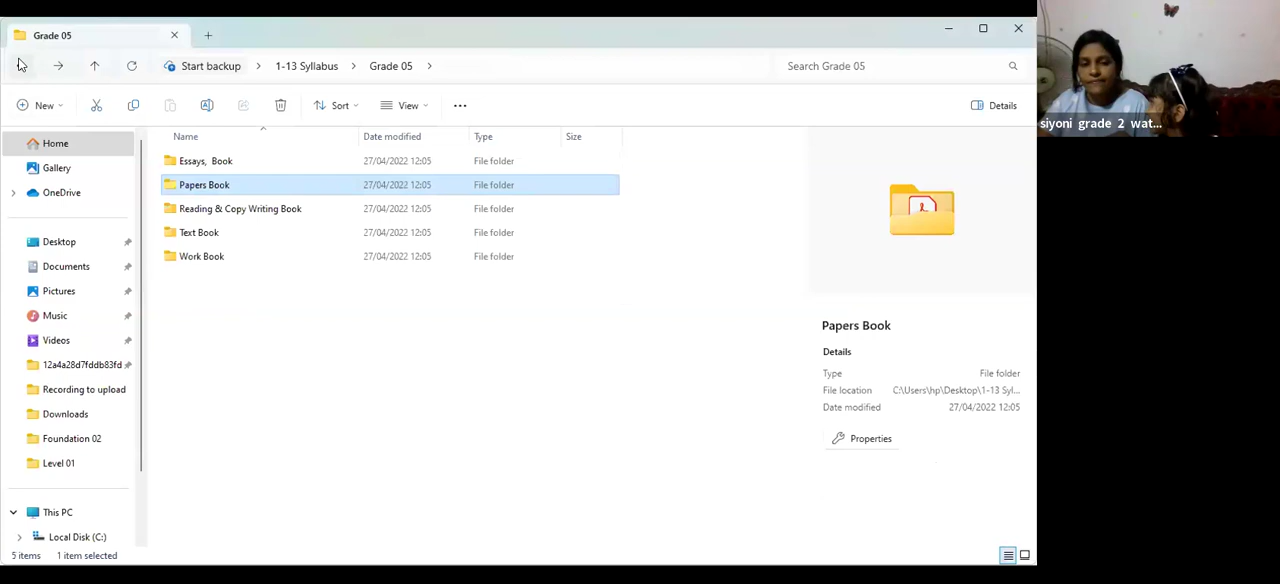 Grade 05
Start backup 1-13 Syllabus Grade 05
Search Grade 05
New Sort View Details
Home
Gallery
OneDrive
Desktop
Documents
Pictures
Music
Videos
12a4a28d7fddb83fd
Recording to upload
Downloads
Foundation 02
Level 01
This PC
Local Disk (C:)
Name Date modified Type Size
Essays, Book 27/04/2022 12:05 File folder
Papers Book 27/04/2022 12:05 File folder
Reading & Copy Writing Book 27/04/2022 12:05 File folder
Text Book 27/04/2022 12:05 File folder
Work Book 27/04/2022 12:05 File folder
Papers Book
Details
Type File folder
File location C:\Users\hp\Desktop\1-13 Syl...
Date modified 27/04/2022 12:05
Properties
5 items 1 item selected
siyoni grade 2 wat...